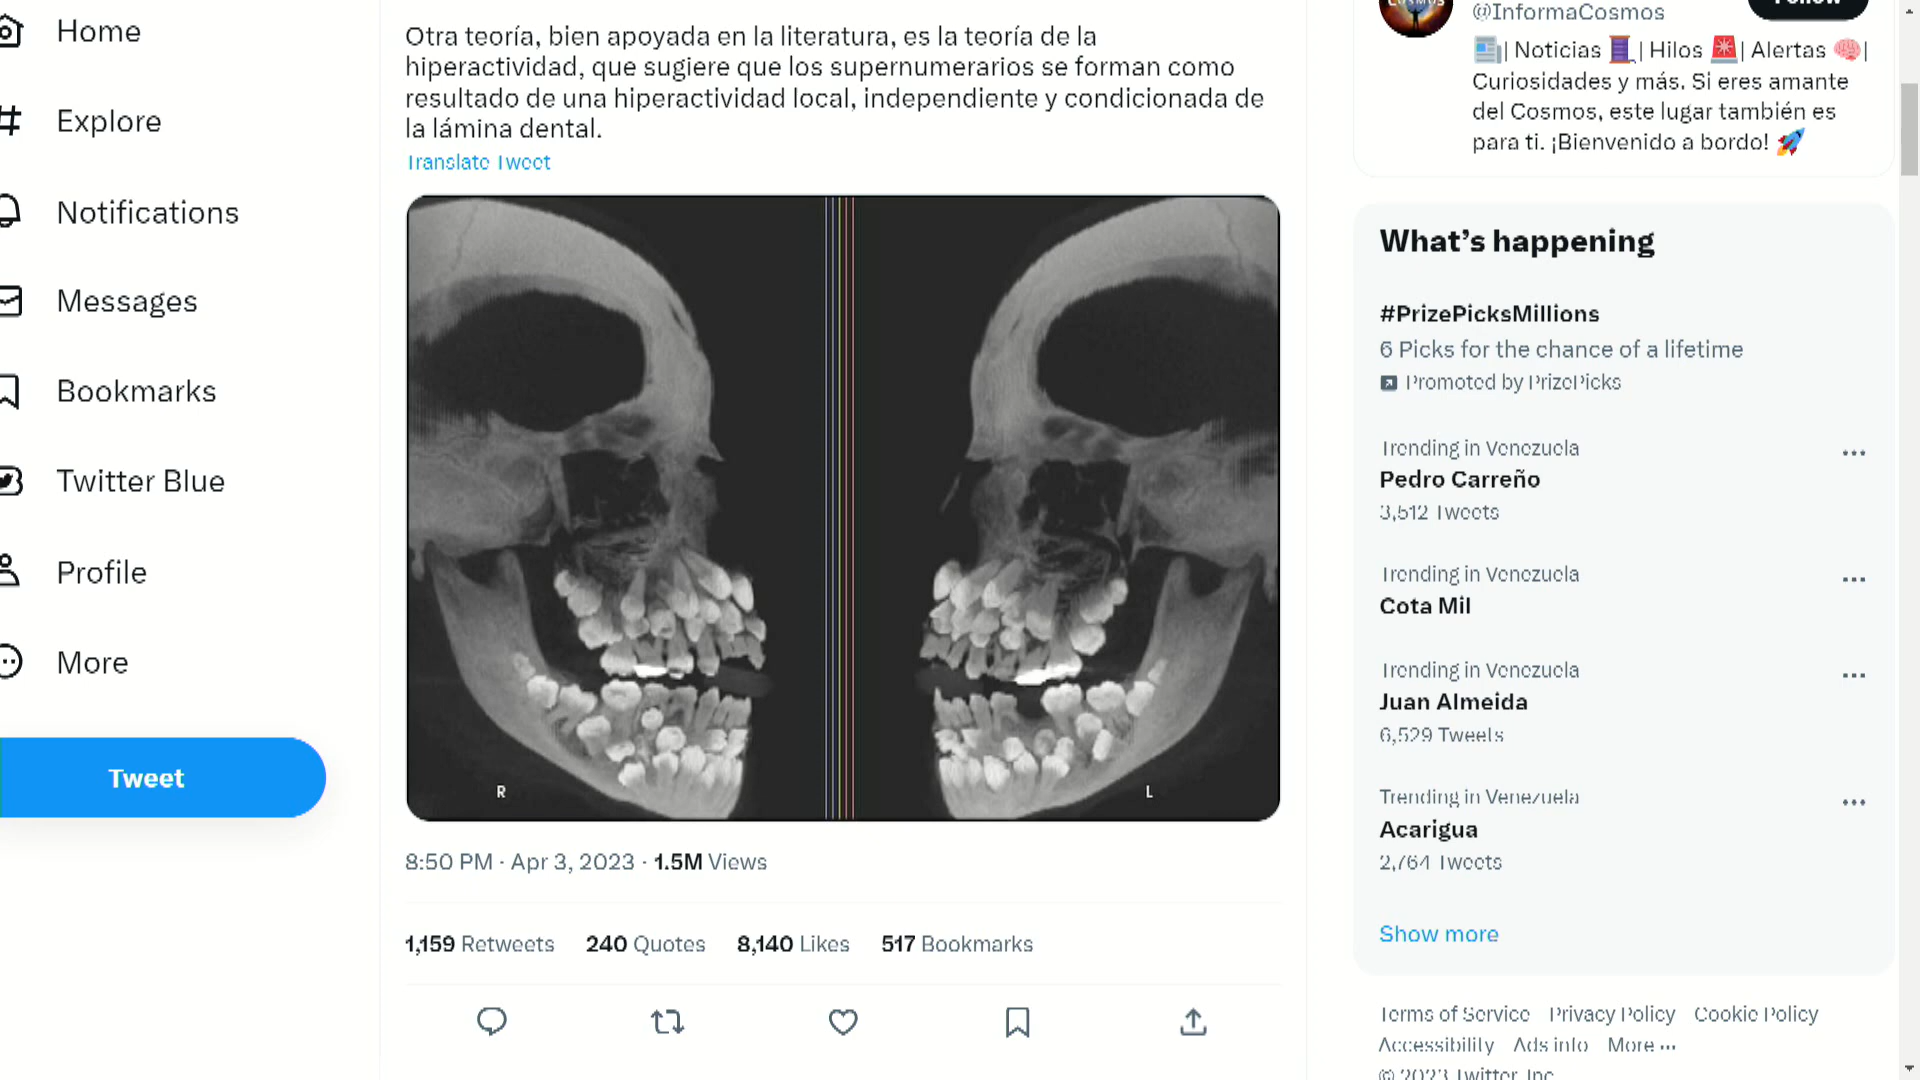 Home
Explore
Notifications
Messages
Bookmarks
Twitter Blue
Profile
More
Tweet
Otra teoría, bien apoyada en la literatura, es la teoría de la
hiperactividad, que sugiere que los supernumerarios se forman como
resultado de una hiperactividad local, independiente y condicionada de
la lámina dental.
Translate Tweet
R
L
8:50 PM · Apr 3, 2023 · 1.5M Views
1,159 Retweets 240 Quotes 8,140 Likes 517 Bookmarks
@InformaCosmos
Follow
| Noticias | Hilos | Alertas |
Curiosidades y más. Si eres amante
del Cosmos, este lugar también es
para ti. ¡Bienvenido a bordo!
What's happening
#PrizePicksMillions
6 Picks for the chance of a lifetime
Promoted by PrizePicks
Trending in Venezuela
Pedro Carreño
3,512 Tweets
Trending in Venezuela
Cota Mil
Trending in Venezuela
Juan Almeida
6,529 Tweets
Trending in Venezuela
Acarigua
2,764 Tweets
Show more
Terms of Service Privacy Policy Cookie Policy
Accessibility Ads info More ···
© 2023 Twitter, Inc.